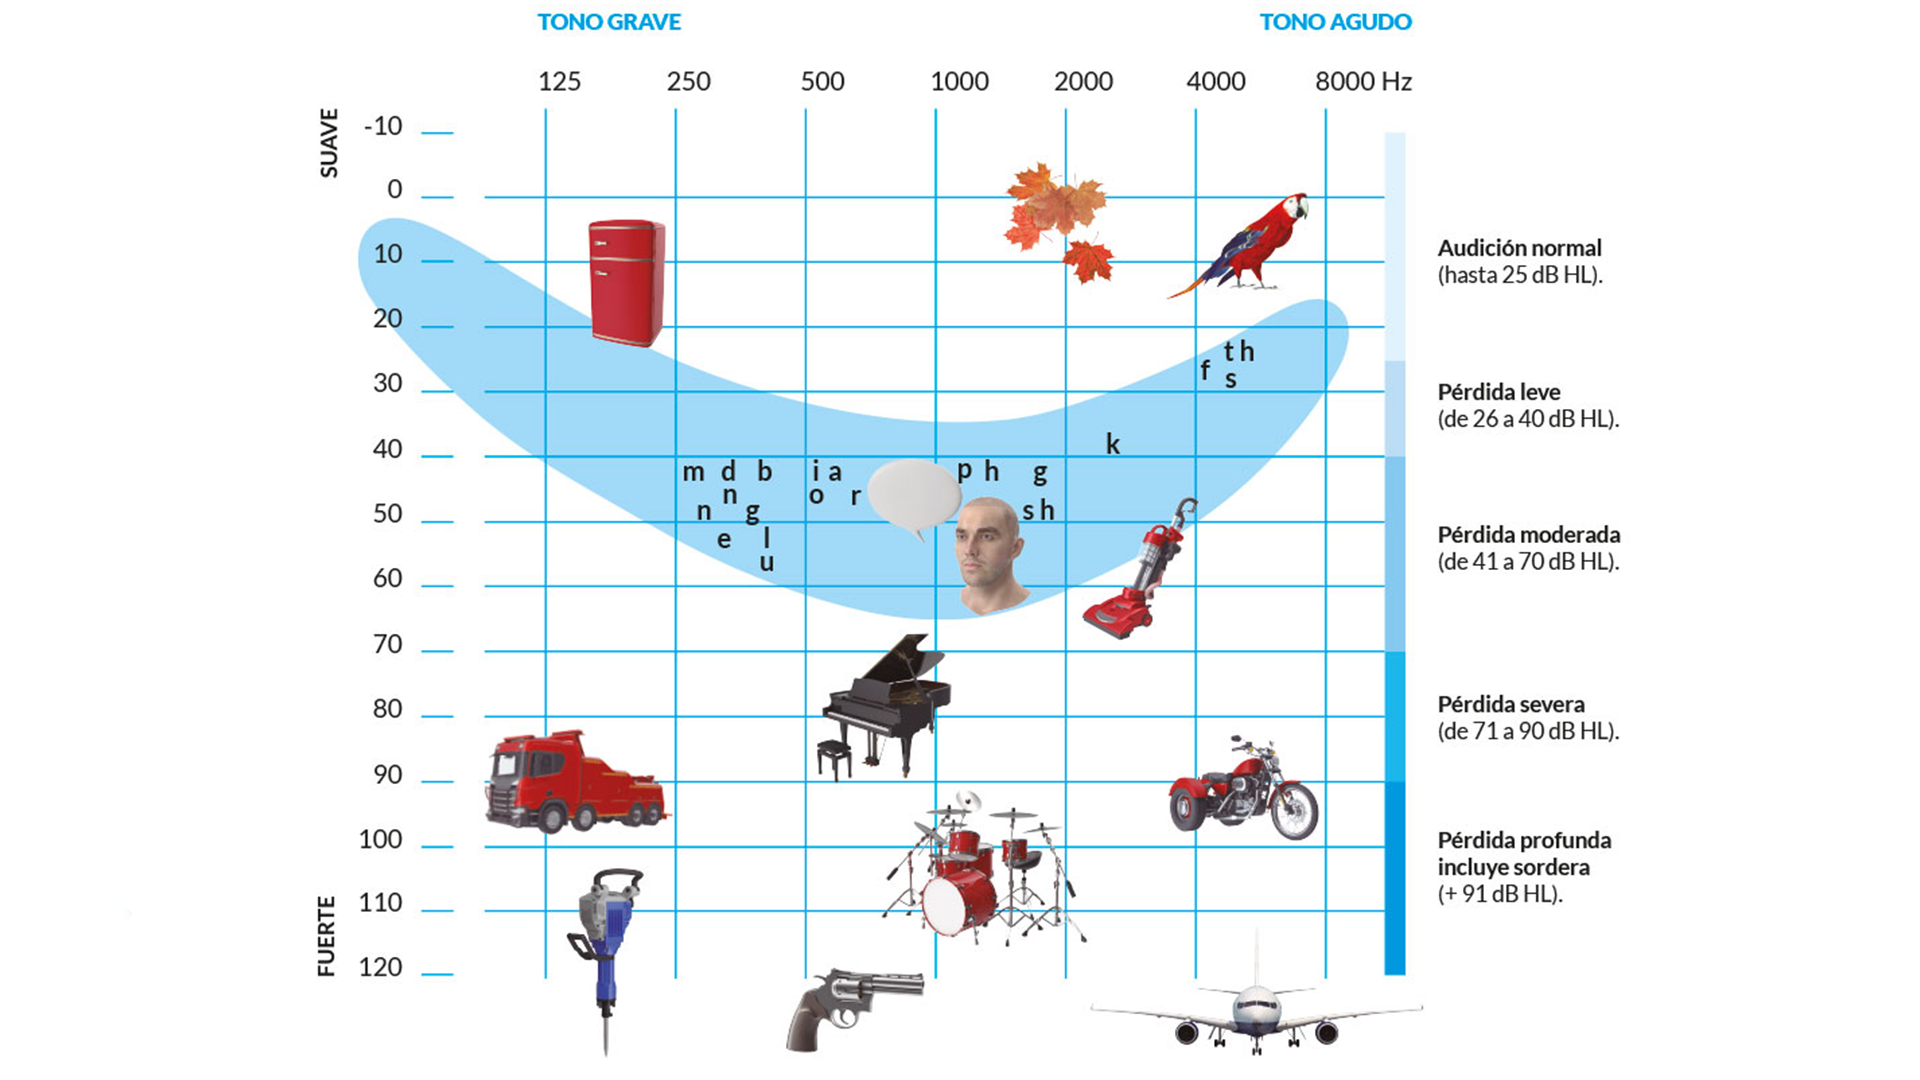 TONO GRAVE TONO AGUDO
125 250 500 1000 2000 4000 8000 Hz
SUAVE
-10
0
10
20
30
40
50
60
70
80
90
100
110
120
FUERTE
th
f s
k
m d b i a p h g
n o r
n g sh
e l
u
Audición normal
(hasta 25 dB HL).
Pérdida leve
(de 26 a 40 dB HL).
Pérdida moderada
(de 41 a 70 dB HL).
Pérdida severa
(de 71 a 90 dB HL).
Pérdida profunda
incluye sordera
(+ 91 dB HL).